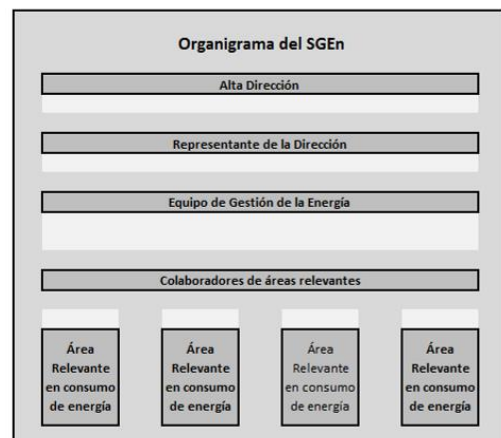 Organigrama del SGEn
Alta Dirección
Representante de la Dirección
Equipo de Gestión de la Energía
Colaboradores de áreas relevantes
Área
Relevante
en consumo
de energía
Área
Relevante
en consumo
de energía
Área
Relevante
en consumo
de energía
Área
Relevante
en consumo
de energía